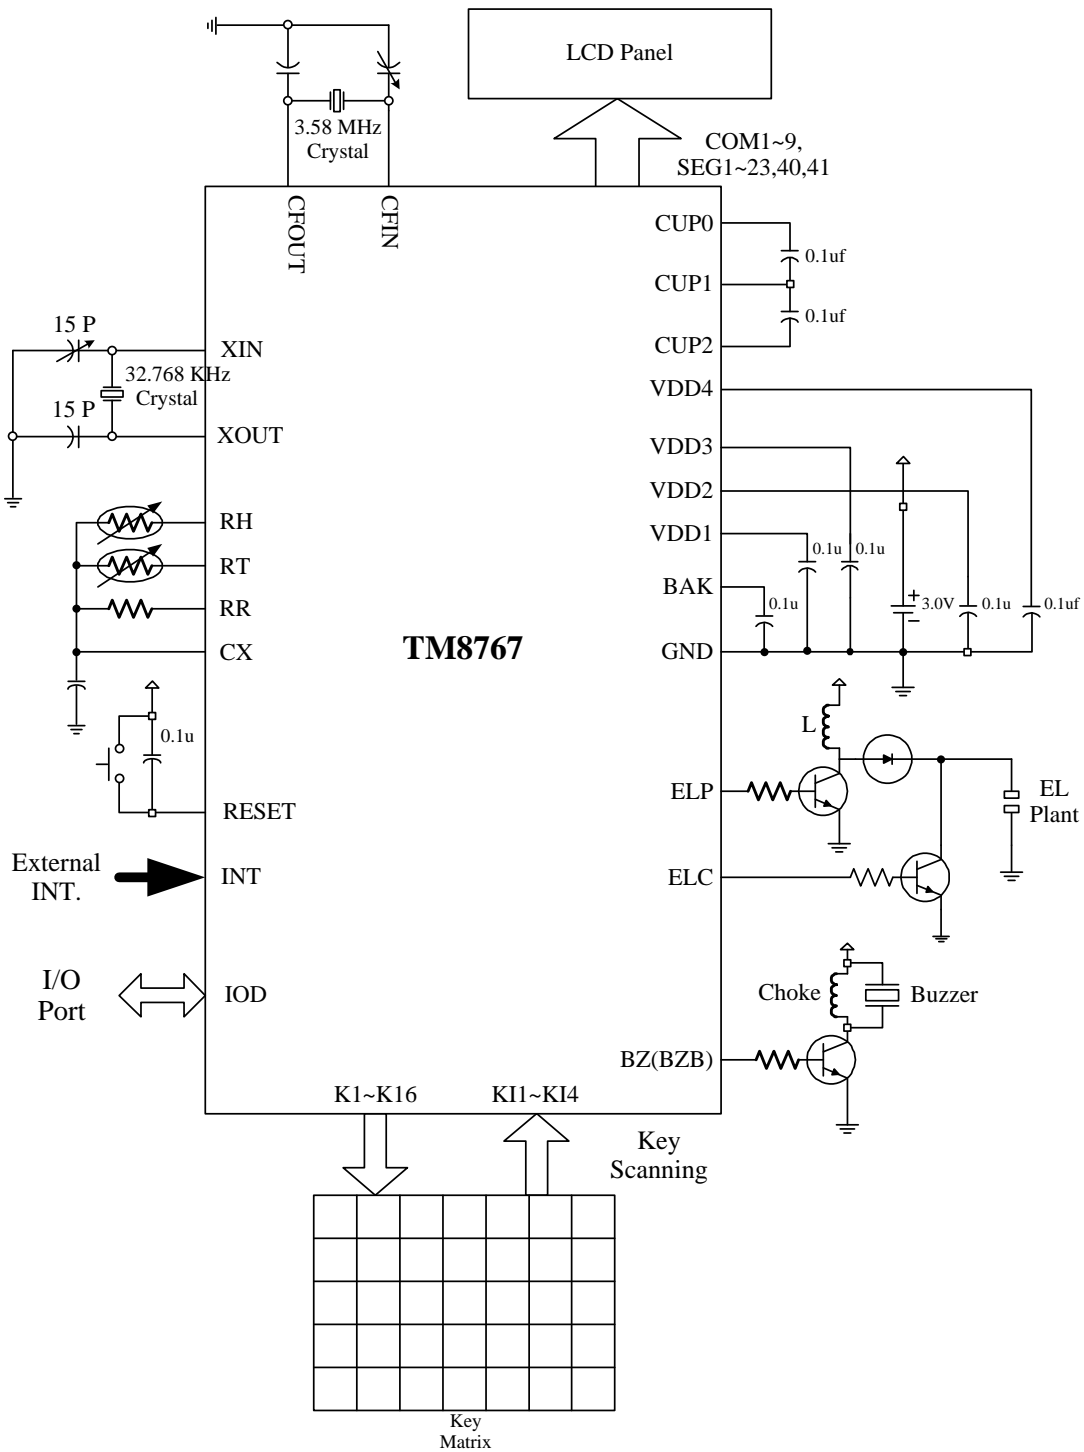 LCD Panel
3.58 MHz
Crystal
COM1~9,
SEG1~23,40,41
CFOUT
CFIN
CUP0
0.1uf
CUP1
0.1uf
CUP2
15 P
XIN
32.768 KHz
Crystal
15 P
XOUT
VDD4
VDD3
VDD2
VDD1
0.1u
0.1u
BAK
0.1u
+
3.0V
0.1u
0.1uf
GND
RH
RT
RR
CX
TM8767
0.1u
RESET
L
ELP
EL
Plant
External
INT.
INT
ELC
I/O
Port
IOD
Choke
Buzzer
BZ(BZB)
K1~K16
KI1~KI4
Key
Scanning
Key
Matrix